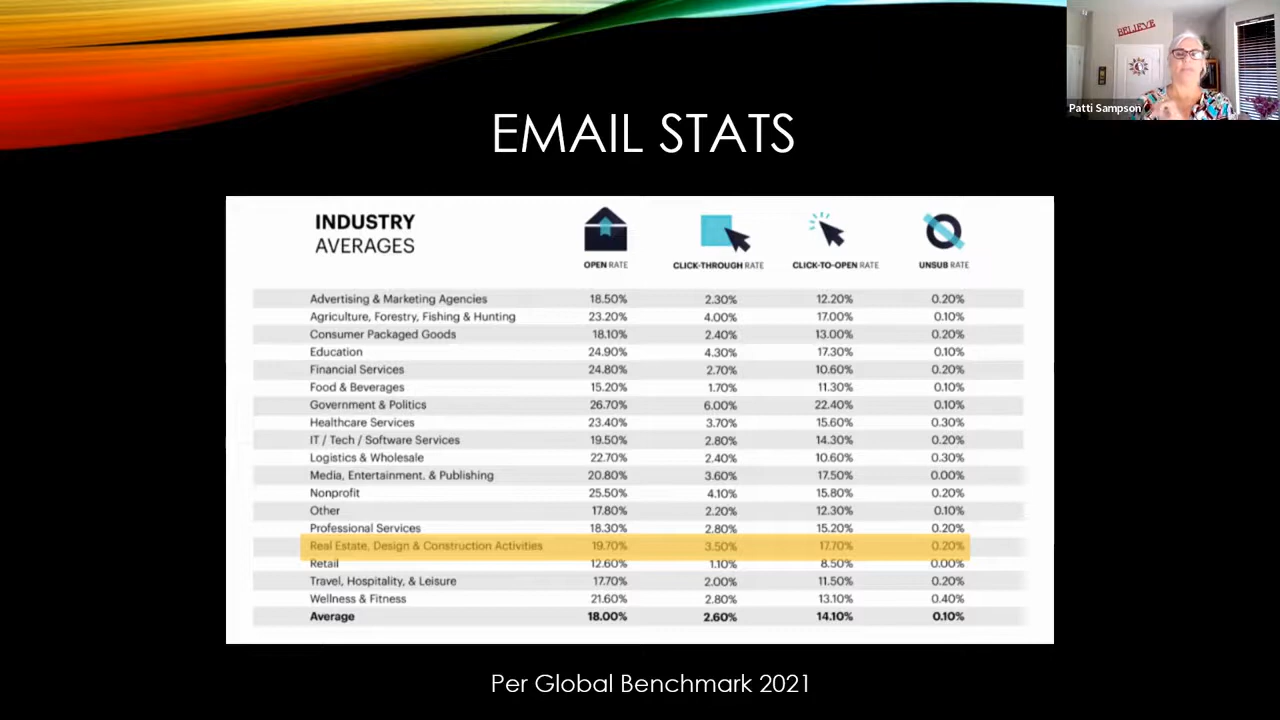 BELIEVE
Patti Sampson
EMAIL STATS
INDUSTRY
AVERAGES
OPEN RATE CLICK-THROUGH RATE CLICK-TO-OPEN RATE UNSUB RATE
Advertising & Marketing Agencies 18.50% 2.30% 12.20% 0.20%
Agriculture, Forestry, Fishing & Hunting 23.20% 4.00% 17.00% 0.10%
Consumer Packaged Goods 18.10% 2.40% 13.00% 0.20%
Education 24.90% 4.30% 17.30% 0.10%
Financial Services 24.80% 2.70% 10.60% 0.20%
Food & Beverages 15.20% 1.70% 11.30% 0.10%
Government & Politics 26.70% 6.00% 22.40% 0.10%
Healthcare Services 23.40% 3.70% 15.60% 0.30%
IT / Tech / Software Services 19.50% 2.80% 14.30% 0.20%
Logistics & Wholesale 22.70% 2.40% 10.60% 0.30%
Media, Entertainment. & Publishing 20.80% 3.60% 17.50% 0.00%
Nonprofit 25.50% 4.10% 15.80% 0.20%
Other 17.80% 2.20% 12.30% 0.10%
Professional Services 18.30% 2.80% 15.20% 0.20%
Real Estate, Design & Construction Activities 19.70% 3.50% 17.70% 0.20%
Retail 12.60% 1.10% 8.50% 0.00%
Travel, Hospitality, & Leisure 17.70% 2.00% 11.50% 0.20%
Wellness & Fitness 21.60% 2.80% 13.10% 0.40%
Average 18.00% 2.60% 14.10% 0.10%
Per Global Benchmark 2021